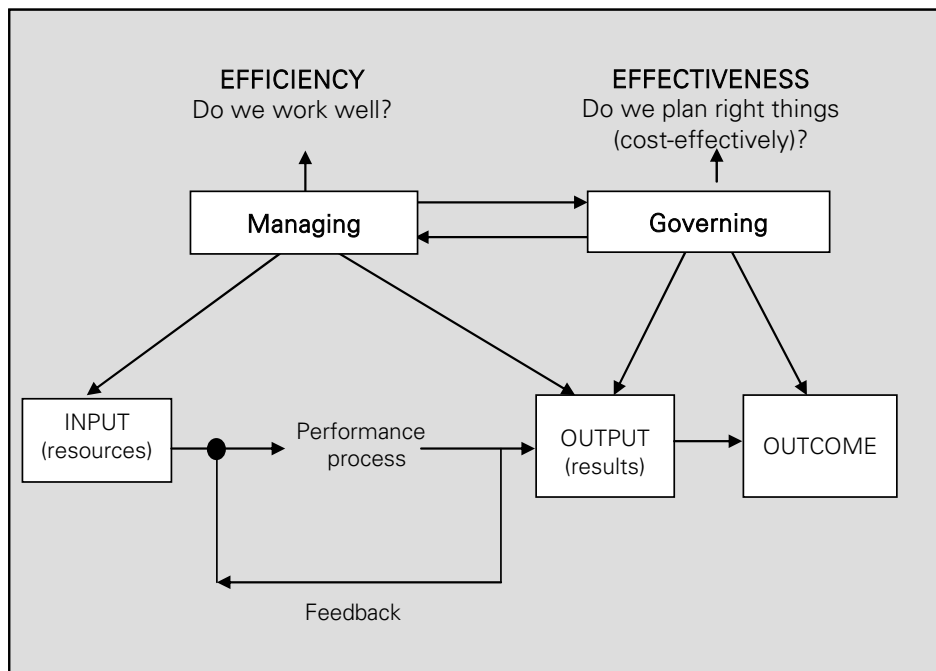 EFFICIENCY
Do we work well?
EFFECTIVENESS
Do we plan right things
(cost-effectively)?
Managing
Governing
INPUT
(resources)
Performance
process
OUTPUT
(results)
OUTCOME
Feedback